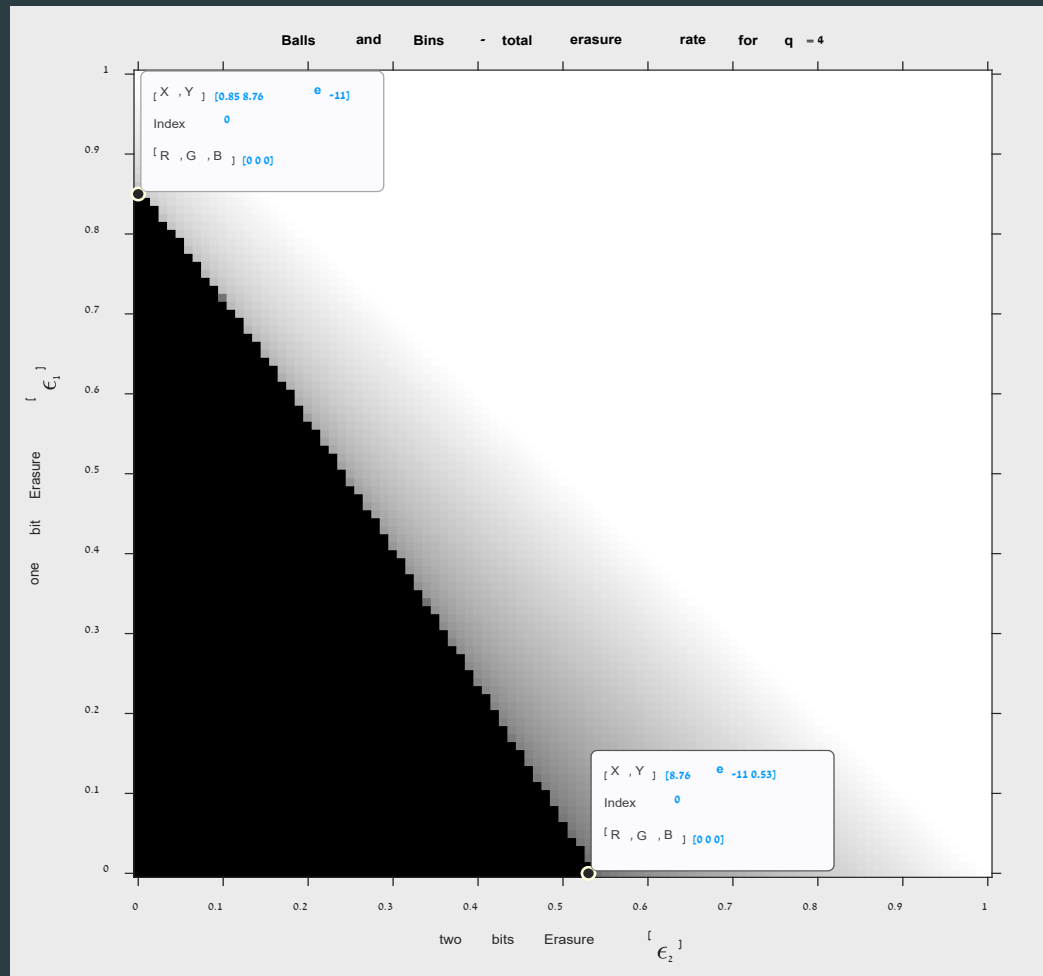 Balls and Bins - total erasure rate for q = 4
1
[ X , Y ] [0.85 8.76 e -11]
Index 0
[ R , G , B ] [0 0 0]
0.9
0.8
0.7
0.6
0.5
0.4
0.3
0.2
0.1
0
one bit Erasure [ ϵ₁ ]
[ X , Y ] [8.76 e -11 0.53]
Index 0
[ R , G , B ] [0 0 0]
0 0.1 0.2 0.3 0.4 0.5 0.6 0.7 0.8 0.9 1
two bits Erasure [ ϵ₂ ]